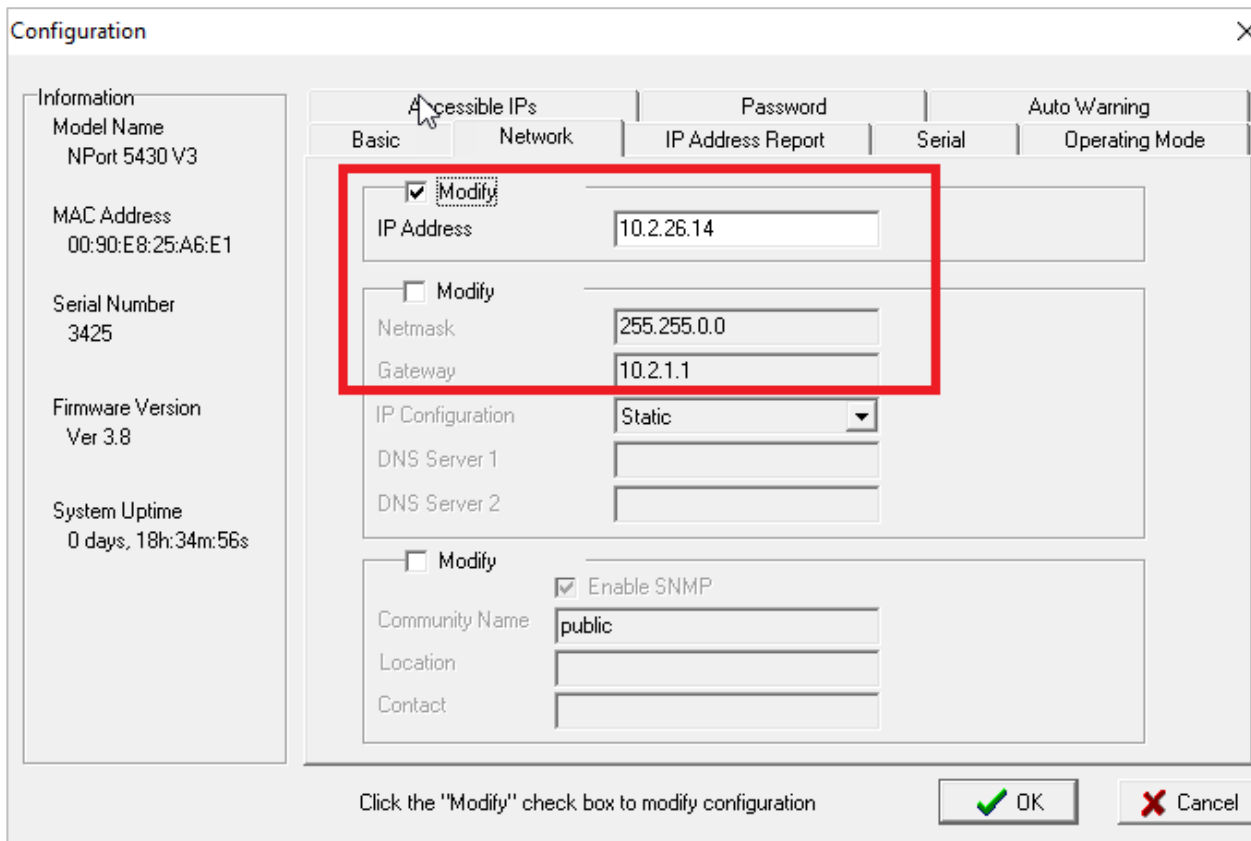 Configuration
Information
Model Name
NPort 5430 V3
MAC Address
00:90:E8:25:A6:E1
Serial Number
3425
Firmware Version
Ver 3.8
System Uptime
0 days, 18h:34m:56s
Accessible IPs Password Auto Warning
Basic Network IP Address Report Serial Operating Mode
Modify
IP Address 10.2.26.14
Modify
Netmask 255.255.0.0
Gateway 10.2.1.1
IP Configuration Static
DNS Server 1
DNS Server 2
Modify
Enable SNMP
Community Name public
Location
Contact
Click the "Modify" check box to modify configuration OK Cancel